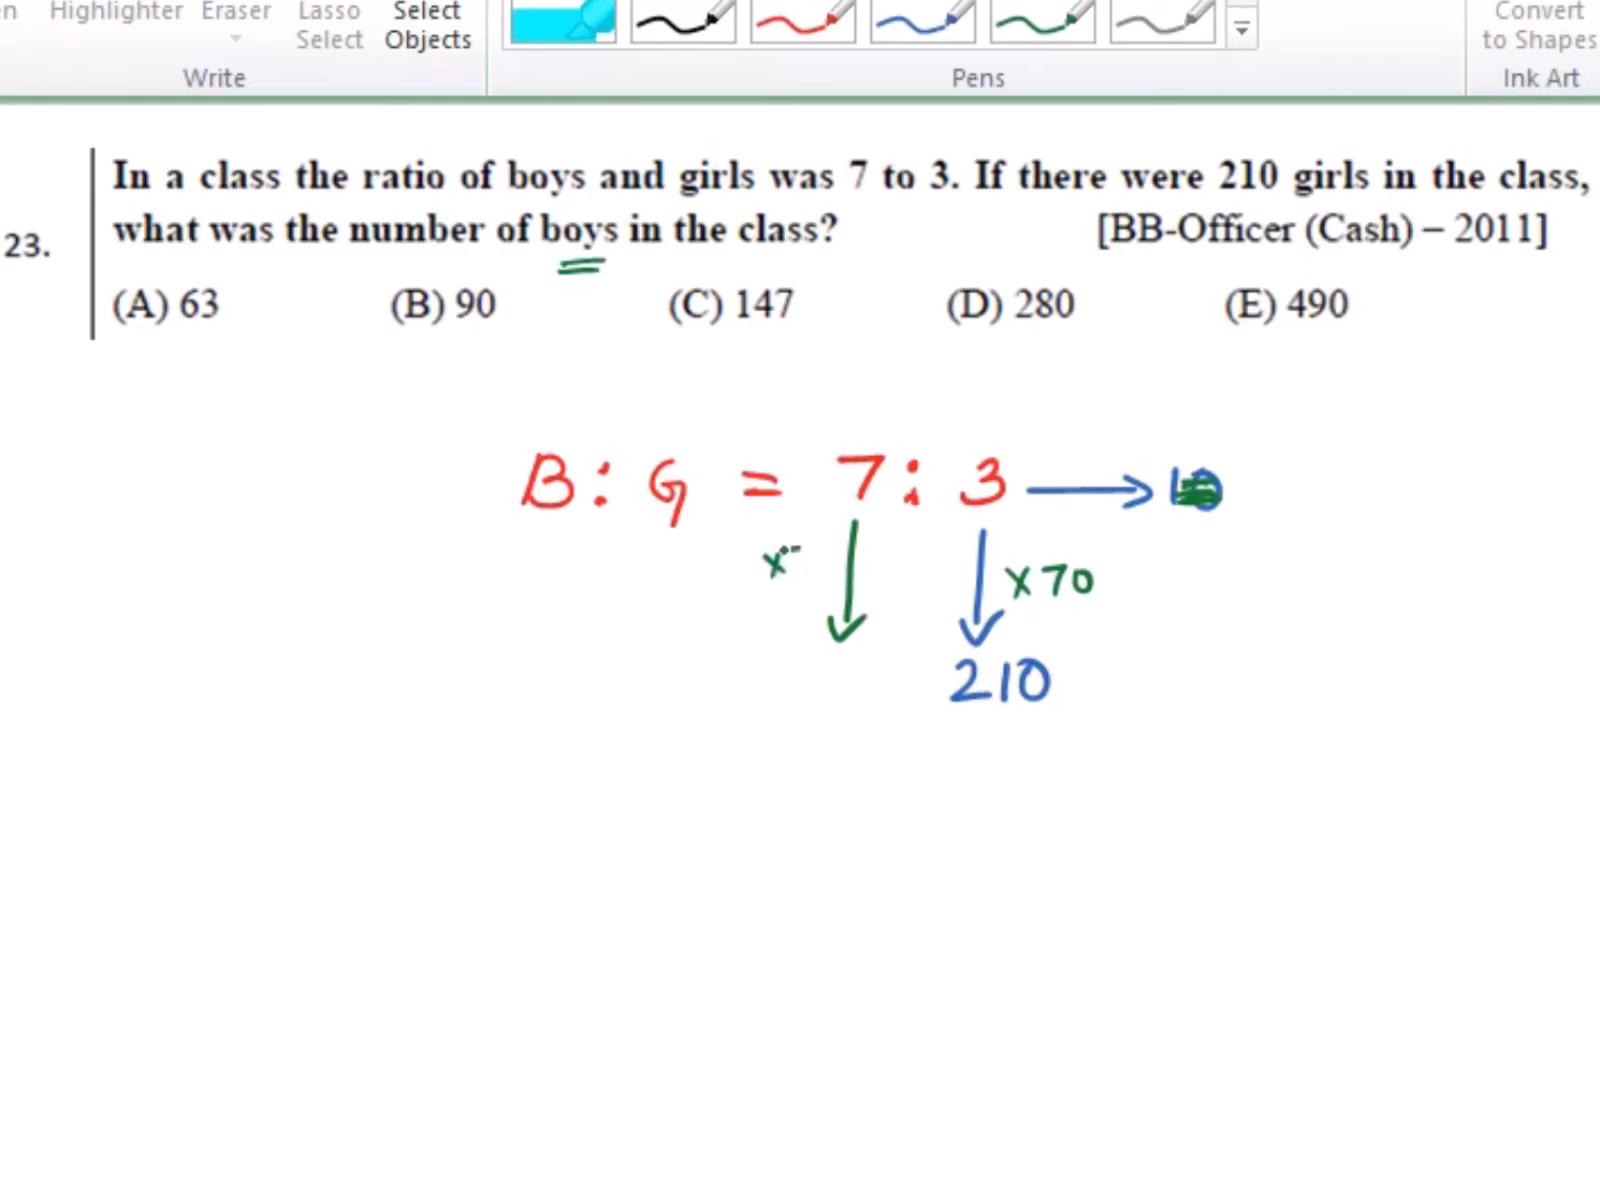 Highlighter Eraser Lasso Select Select Objects Convert to Shapes
Write Pens Ink Art
23.
In a class the ratio of boys and girls was 7 to 3. If there were 210 girls in the class,
what was the number of boys in the class? [BB-Officer (Cash) – 2011]
(A) 63 (B) 90 (C) 147 (D) 280 (E) 490
B : G = 7 : 3
x x 70
210